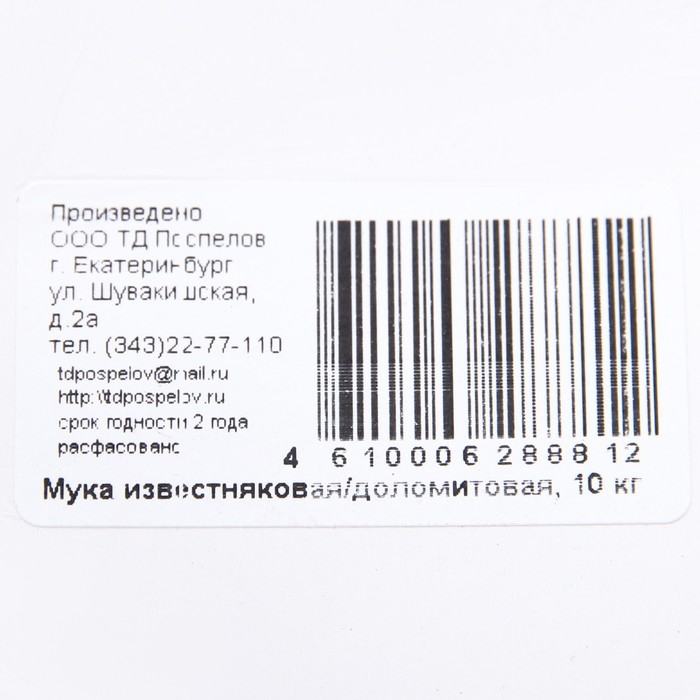 Произведено
ООО ТД Поспелов
г. Екатеринбург
ул. Шувакишская,
д.2а
тел. (343)22-77-110
tdpospelov@mail.ru
http:\\tdpospelov.ru
срок годности 2 года
расфасовано
4 610006 288812
Мука известняковая/доломитовая, 10 кг